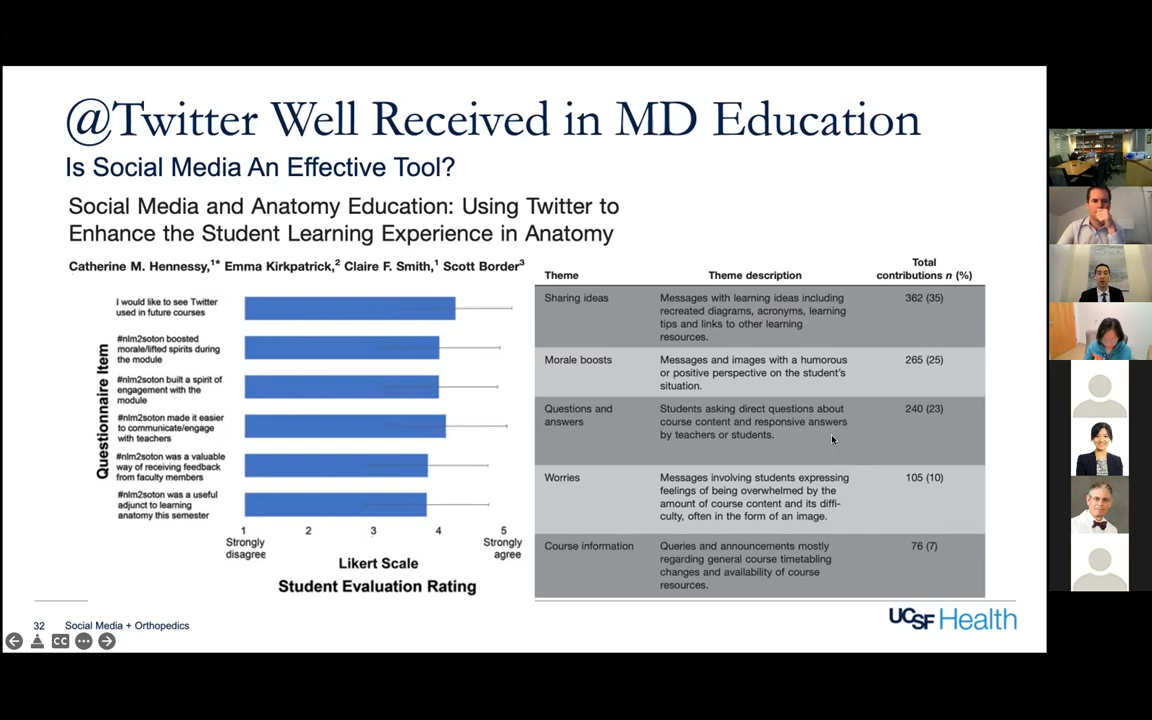 @Twitter Well Received in MD Education
Is Social Media An Effective Tool?
Social Media and Anatomy Education: Using Twitter to
Enhance the Student Learning Experience in Anatomy
Catherine M. Hennessy,1* Emma Kirkpatrick,2 Claire F. Smith,1 Scott Border3
Questionnaire Item
I would like to see Twitter
used in future courses
#nlm2soton boosted
morale/lifted spirits during
the module
#nlm2soton built a spirit of
engagement with the
module
#nlm2soton made it easier
to communicate/engage
with teachers
#nlm2soton was a valuable
way of receiving feedback
from faculty members
#nlm2soton was a useful
adjunct to learning
anatomy this semester
1 2 3 4 5
Strongly
disagree
Strongly
agree
Likert Scale
Student Evaluation Rating
Theme
Theme description
Total
contributions n (%)
Sharing ideas
Messages with learning ideas including
recreated diagrams, acronyms, learning
tips and links to other learning
resources.
362 (35)
Morale boosts
Messages and images with a humorous
or positive perspective on the student's
situation.
265 (25)
Questions and
answers
Students asking direct questions about
course content and responsive answers
by teachers or students.
240 (23)
Worries
Messages involving students expressing
feelings of being overwhelmed by the
amount of course content and its diffi-
culty, often in the form of an image.
105 (10)
Course information
Queries and announcements mostly
regarding general course timetabling
changes and availability of course
resources.
76 (7)
32 Social Media + Orthopedics
UCSF Health
CC